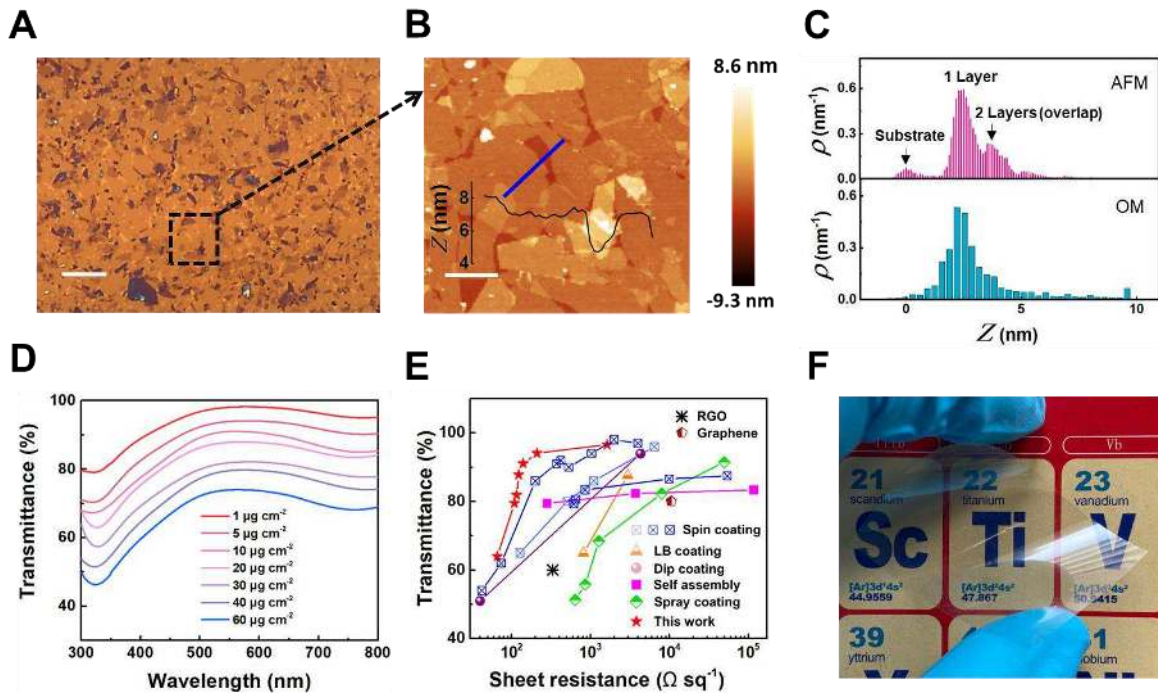 A
B
C
8.6 nm
-9.3 nm
Z (nm)
8
6
4
1 Layer
AFM
2 Layers (overlap)
Substrate
0.6
0.3
0.0
ρ (nm⁻¹)
OM
0.6
0.3
0.0
ρ (nm⁻¹)
0
5
10
Z (nm)
D
E
F
Transmittance (%)
100
80
60
40
1 µg cm⁻²
5 µg cm⁻²
10 µg cm⁻²
20 µg cm⁻²
30 µg cm⁻²
40 µg cm⁻²
60 µg cm⁻²
300 400 500 600 700 800
Wavelength (nm)
Transmittance (%)
100
80
60
40
RGO
Graphene
Spin coating
LB coating
Dip coating
Self assembly
Spray coating
This work
10² 10³ 10⁴ 10⁵
Sheet resistance (Ω sq⁻¹)
Vb
21 22 23
scandium titanium vanadium
Sc Ti V
[Ar]3d¹4s² [Ar]3d²4s² [Ar]3d³4s²
44.9559 47.867 50.9415
39
yttrium